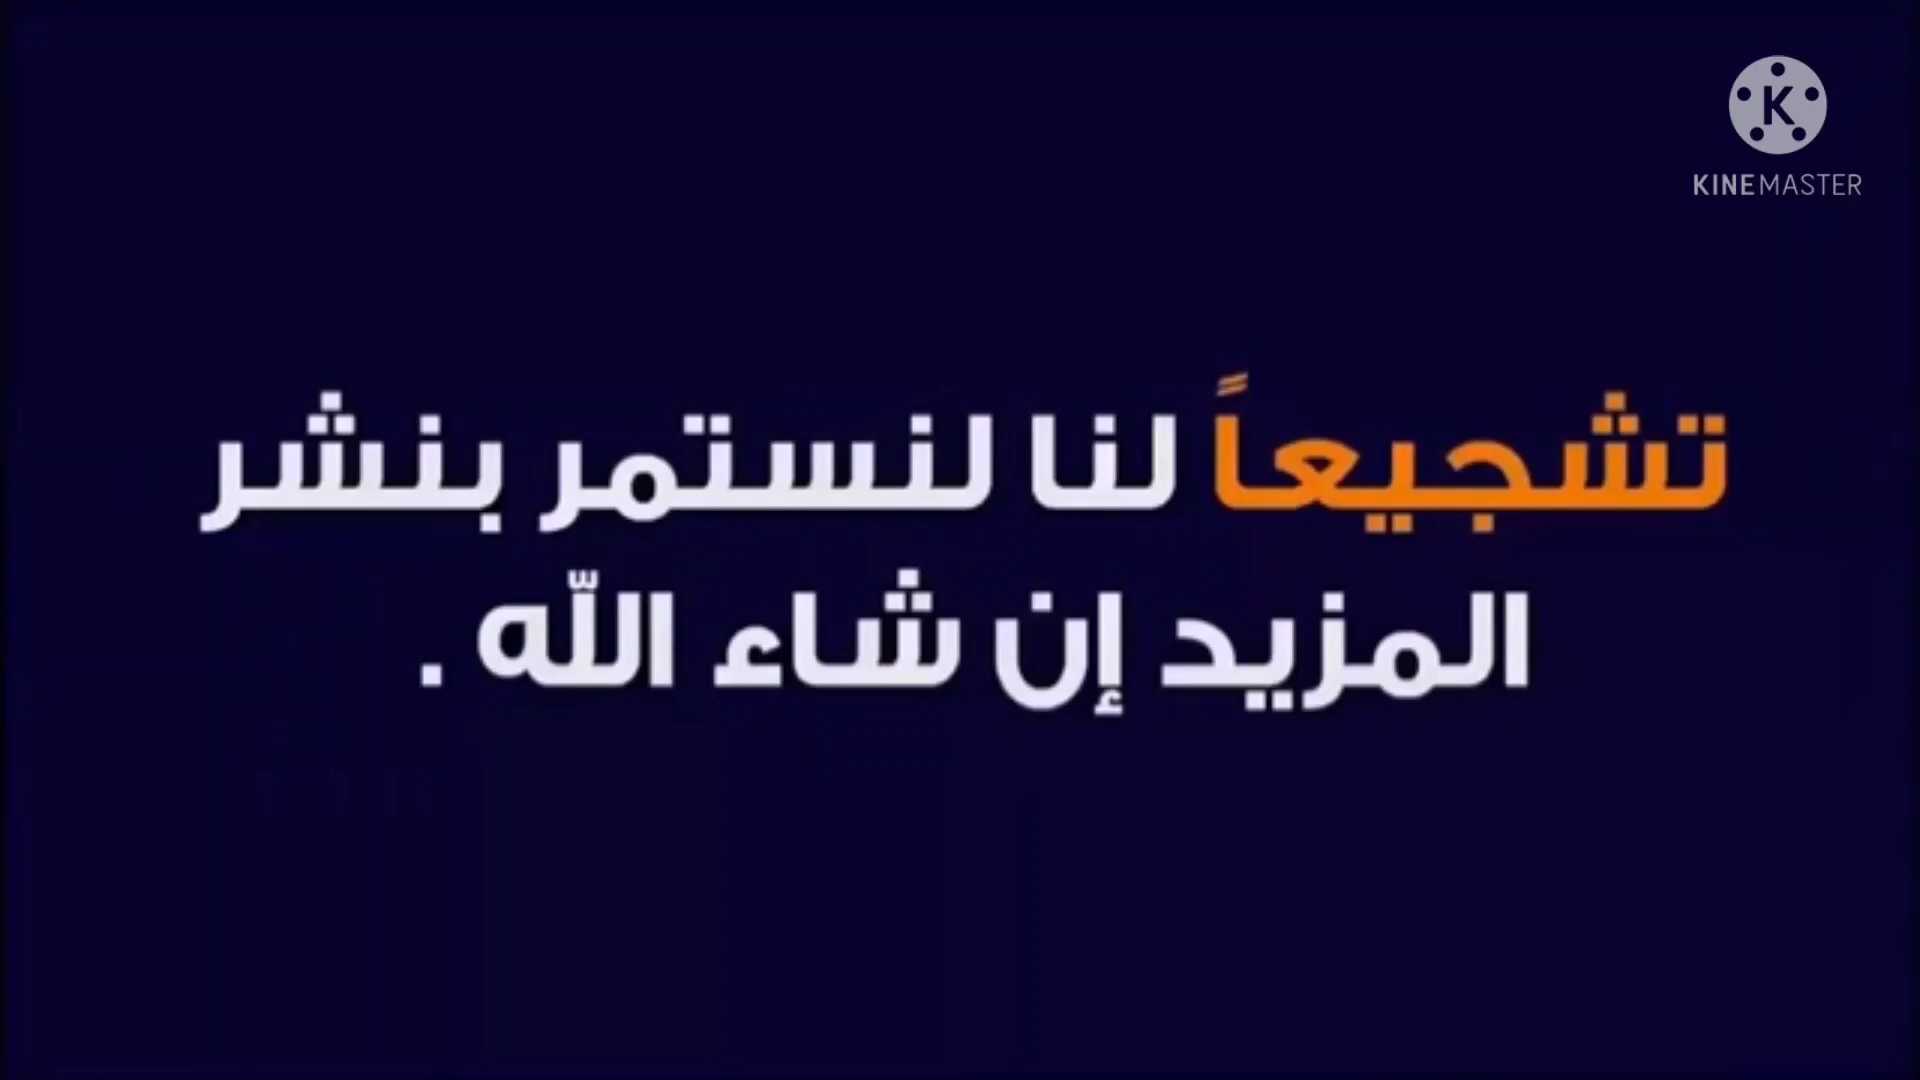 K
KINEMASTER
تشجيعاً لنا لنستمر بنشر
المزيد إن شاء اللّه .